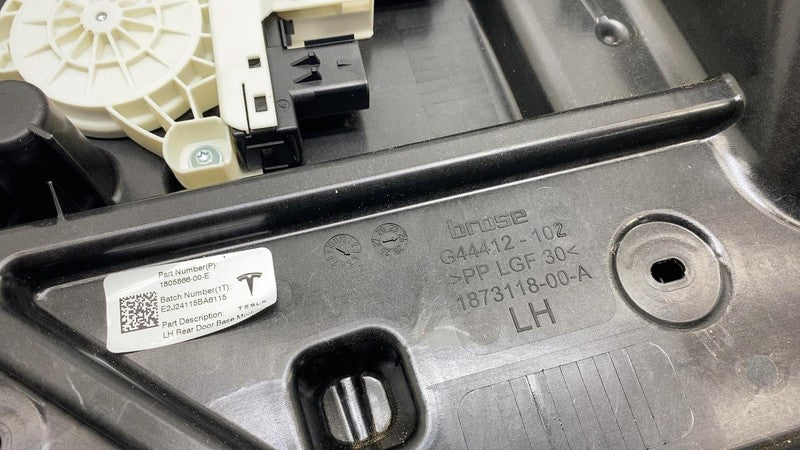 Part Number(P):
1805866-00-E
Batch Number(1T):
E2J24115BA6115
TESLA
Part Description:
LH Rear Door Base
brose
G44412-102
>PP LGF 30<
1873118-00-A
LH